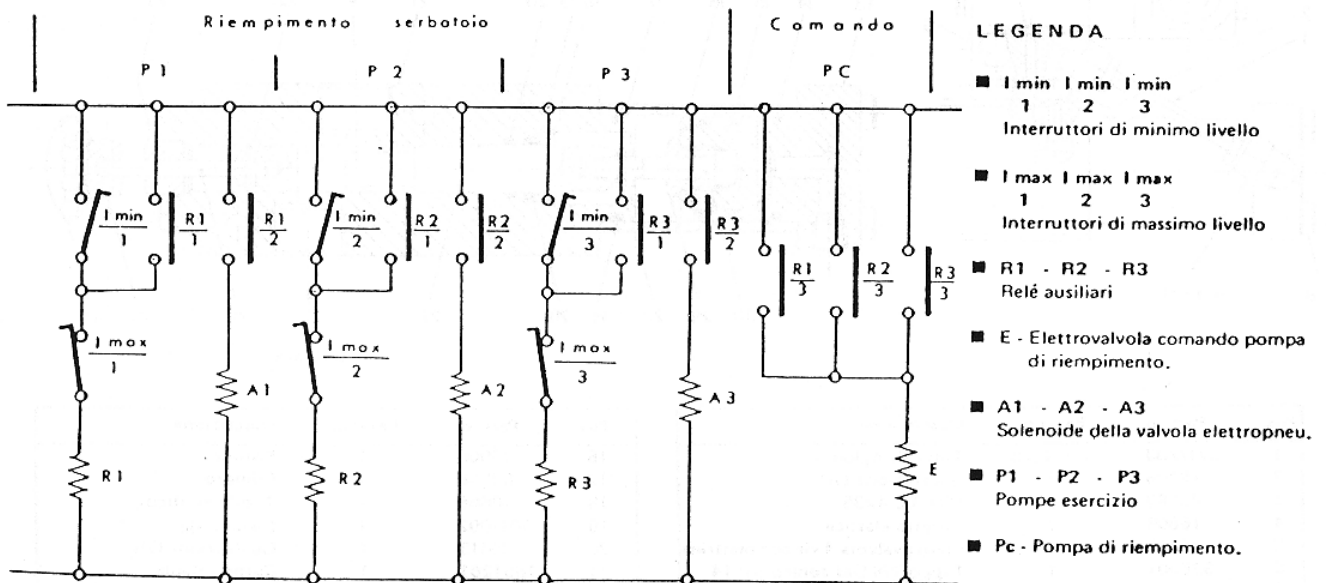 Riempimento serbatoio
Comando
P1
P2
P3
PC
I min
1
R1
1
R1
2
I min
2
R2
1
R2
2
I min
3
R3
1
R3
2
R1
3
R2
3
R3
3
I max
1
I max
2
I max
3
A1
A2
A3
R1
R2
R3
E
LEGENDA
■ I min I min I min
1 2 3
Interruttori di minimo livello
■ I max I max I max
1 2 3
Interruttori di massimo livello
■ R1 - R2 - R3
Relé ausiliari
■ E - Elettrovalvola comando pompa
di riempimento.
■ A1 - A2 - A3
Solenoide della valvola elettropneu.
■ P1 - P2 - P3
Pompe esercizio
■ Pc - Pompa di riempimento.